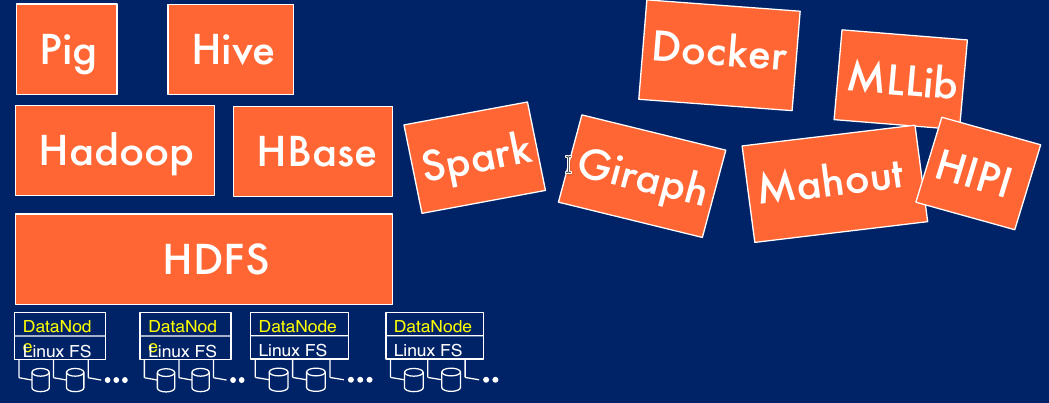 Pig
Hive
Docker
MLLib
Hadoop
HBase
Spark
Giraph
Mahout
HIPI
HDFS
DataNod
e
Linux FS
DataNod
e
Linux FS
DataNode
Linux FS
DataNode
Linux FS